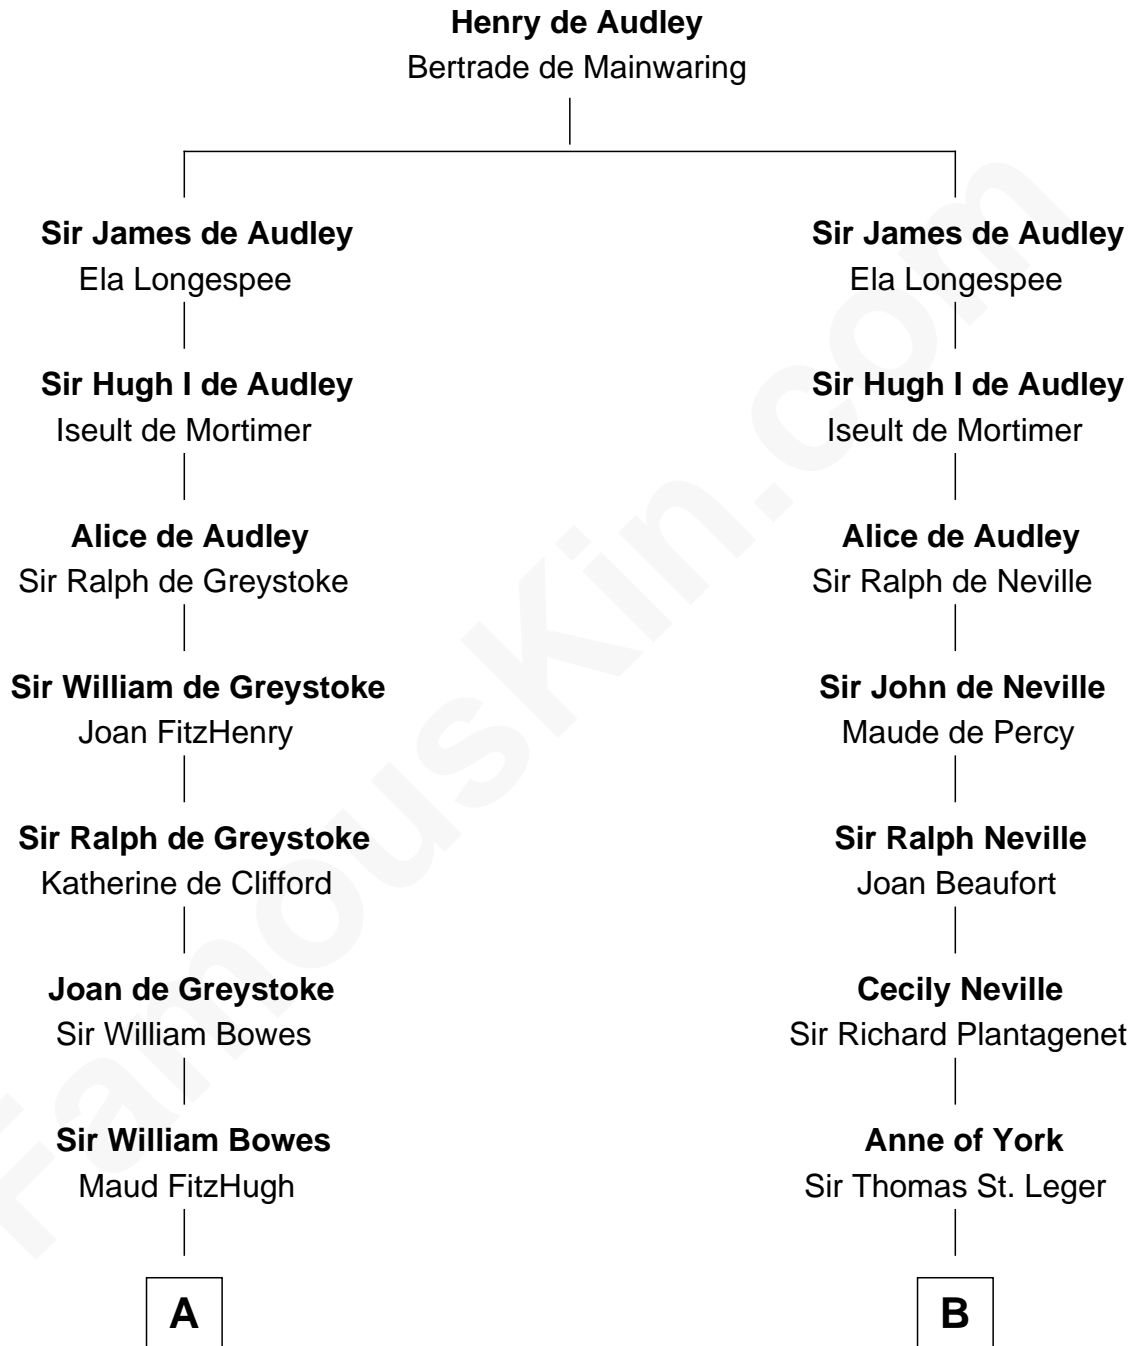 Henry de Audley
Bertrade de Mainwaring
Sir James de Audley
Ela Longespee
Sir James de Audley
Ela Longespee
Sir Hugh I de Audley
Iseult de Mortimer
Sir Hugh I de Audley
Iseult de Mortimer
Alice de Audley
Sir Ralph de Greystoke
Alice de Audley
Sir Ralph de Neville
Sir William de Greystoke
Joan FitzHenry
Sir John de Neville
Maude de Percy
Sir Ralph de Greystoke
Katherine de Clifford
Sir Ralph Neville
Joan Beaufort
Joan de Greystoke
Sir William Bowes
Cecily Neville
Sir Richard Plantagenet
Sir William Bowes
Maud FitzHugh
Anne of York
Sir Thomas St. Leger
A
B
FamousKin.com